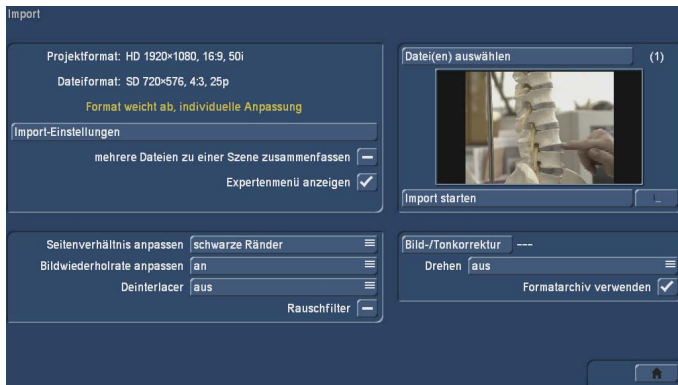 Import
Projektformat: HD 1920×1080, 16:9, 50i
Dateiformat: SD 720×576, 4:3, 25p
Format weicht ab, individuelle Anpassung
Import-Einstellungen
mehrere Dateien zu einer Szene zusammenfassen
Expertenmenü anzeigen
Datei(en) auswählen (1)
Import starten
Seitenverhältnis anpassen schwarze Ränder
Bildwiederholrate anpassen an
Deinterlacer aus
Rauschfilter
Bild-/Tonkorrektur ---
Drehen aus
Formatarchiv verwenden